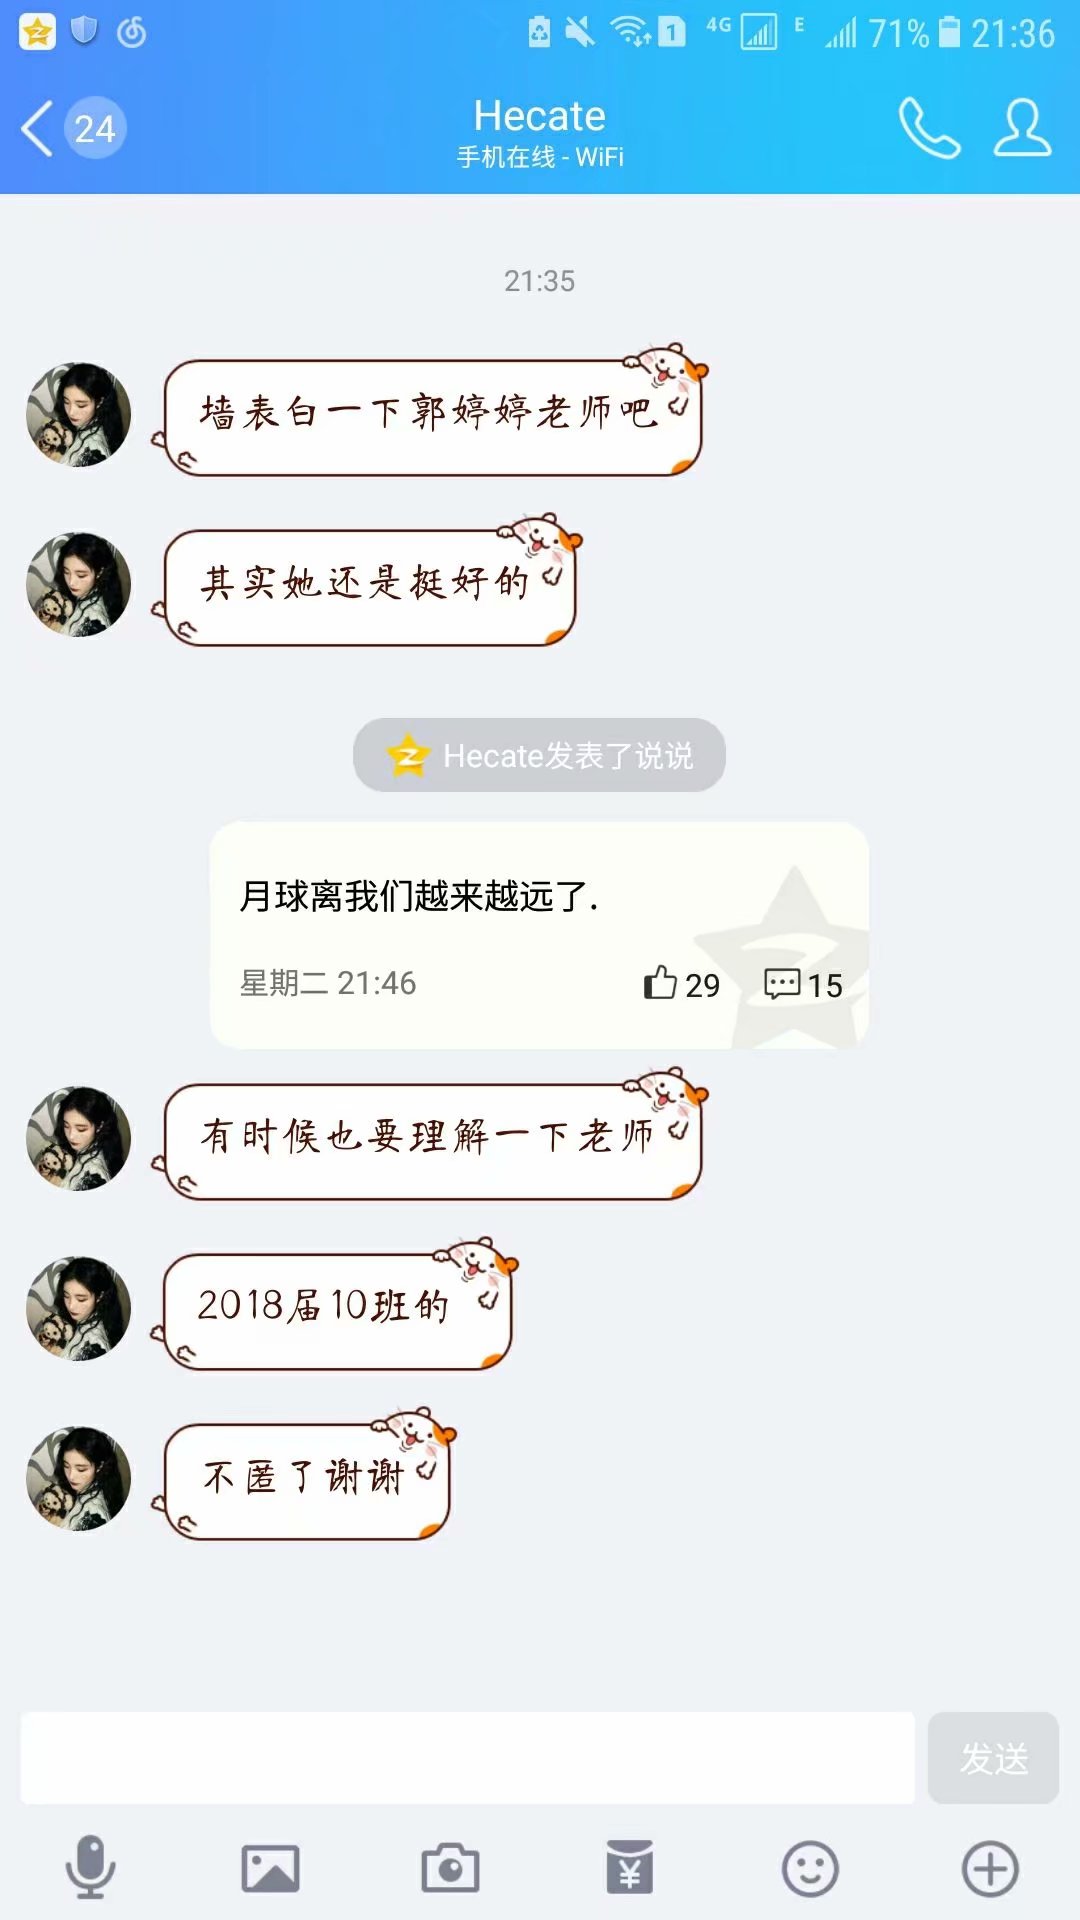 4G E 71% 21:36
24
Hecate
手机在线 - WiFi
21:35
墙表白一下郭婷婷老师吧
其实她还是挺好的
Hecate发表了说说
月球离我们越来越远了.
星期二 21:46 29 15
有时候也要理解一下老师
2018届10班的
不匿了谢谢
发送